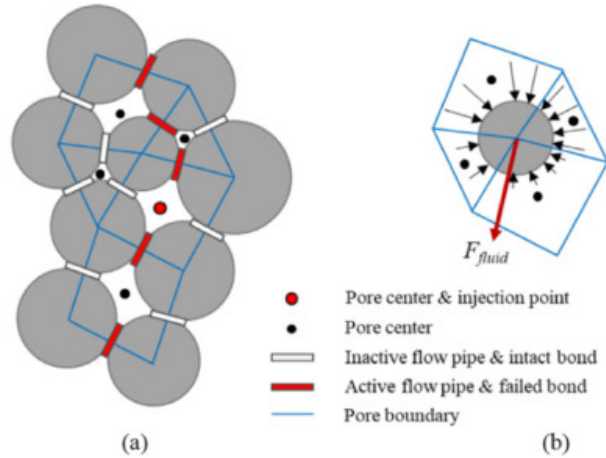 F_fluid
Pore center & injection point
Pore center
Inactive flow pipe & intact bond
Active flow pipe & failed bond
Pore boundary
(a)
(b)